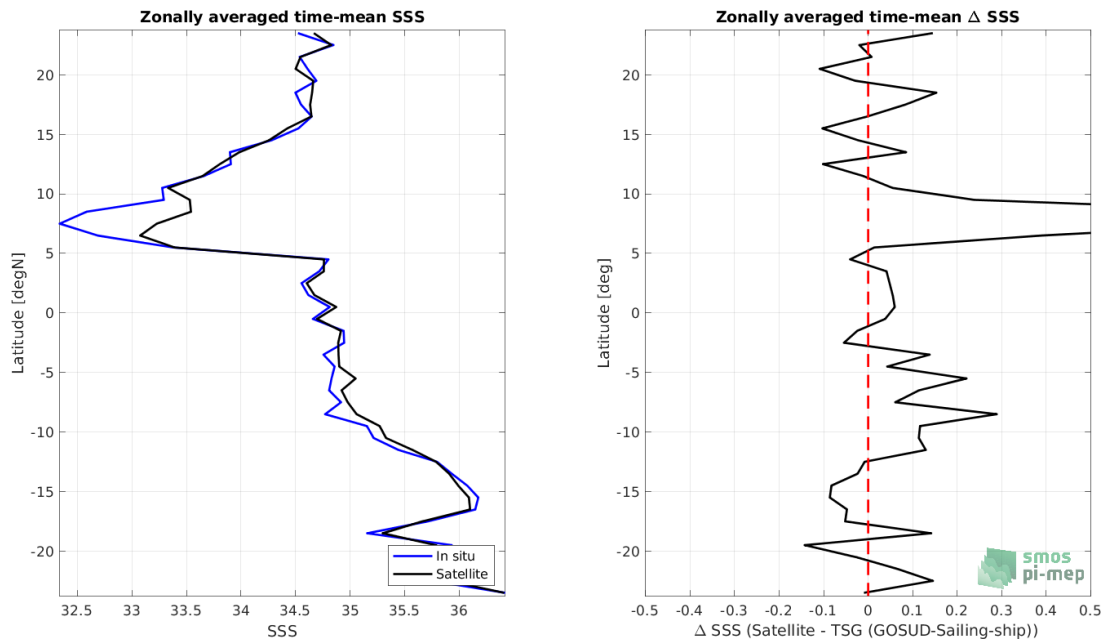 Zonally averaged time-mean SSS
20
15
10
5
0
-5
-10
-15
-20
Latitude [degN]
32.5 33 33.5 34 34.5 35 35.5 36
SSS
In situ
Satellite
Zonally averaged time-mean Δ SSS
20
15
10
5
0
-5
-10
-15
-20
Latitude [deg]
-0.5 -0.4 -0.3 -0.2 -0.1 0 0.1 0.2 0.3 0.4 0.5
Δ SSS (Satellite - TSG (GOSUD-Sailing-ship))
smos
pi-mep